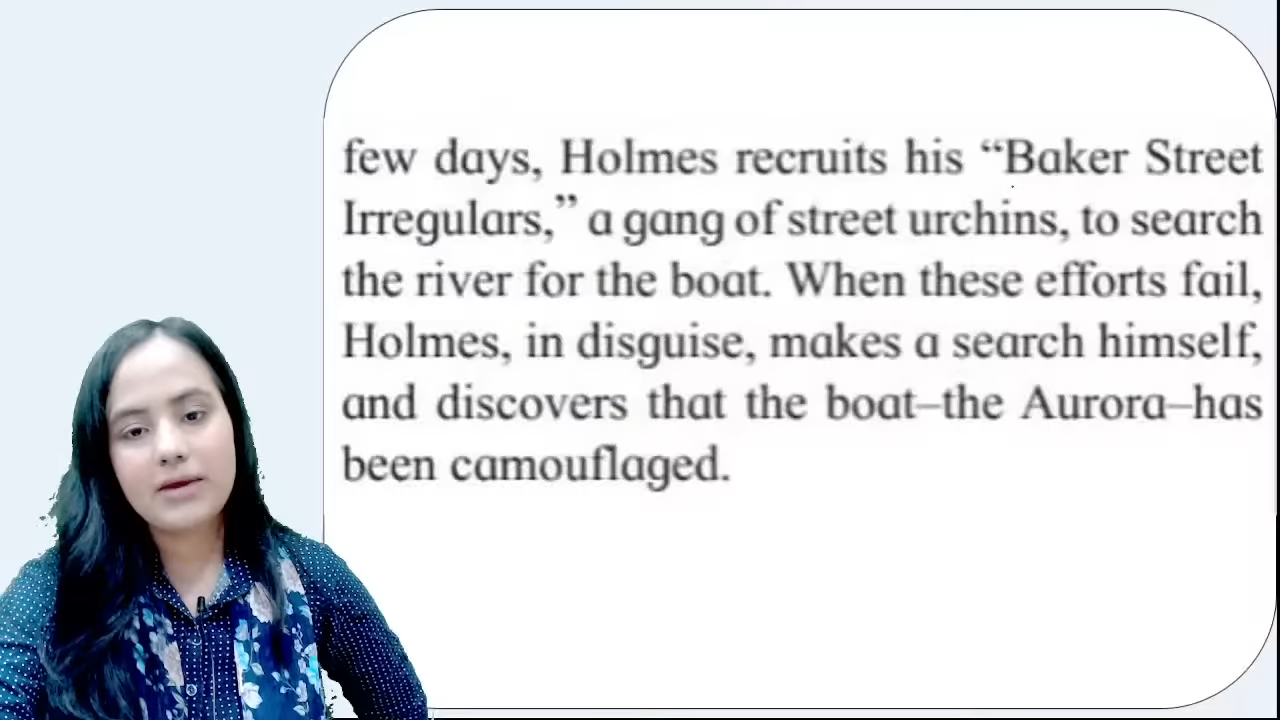 few days, Holmes recruits his “Baker Street
Irregulars,” a gang of street urchins, to search
the river for the boat. When these efforts fail,
Holmes, in disguise, makes a search himself,
and discovers that the boat–the Aurora–has
been camouflaged.